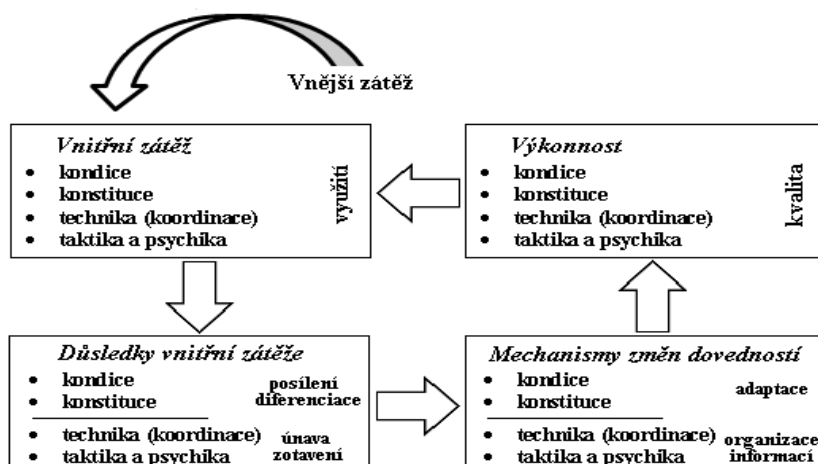 Vnější zátěž
Vnitřní zátěž
• kondice
• konstituce
• technika (koordinace)
• taktika a psychika
využití
Výkonnost
• kondice
• konstituce
• technika (koordinace)
• taktika a psychika
kvalita
Důsledky vnitřní zátěže
• kondice
• konstituce
posílení
diferenciace
• technika (koordinace)
• taktika a psychika
únava
zotavení
Mechanismy změn dovedností
• kondice
• konstituce
adaptace
• technika (koordinace)
• taktika a psychika
organizace
informací